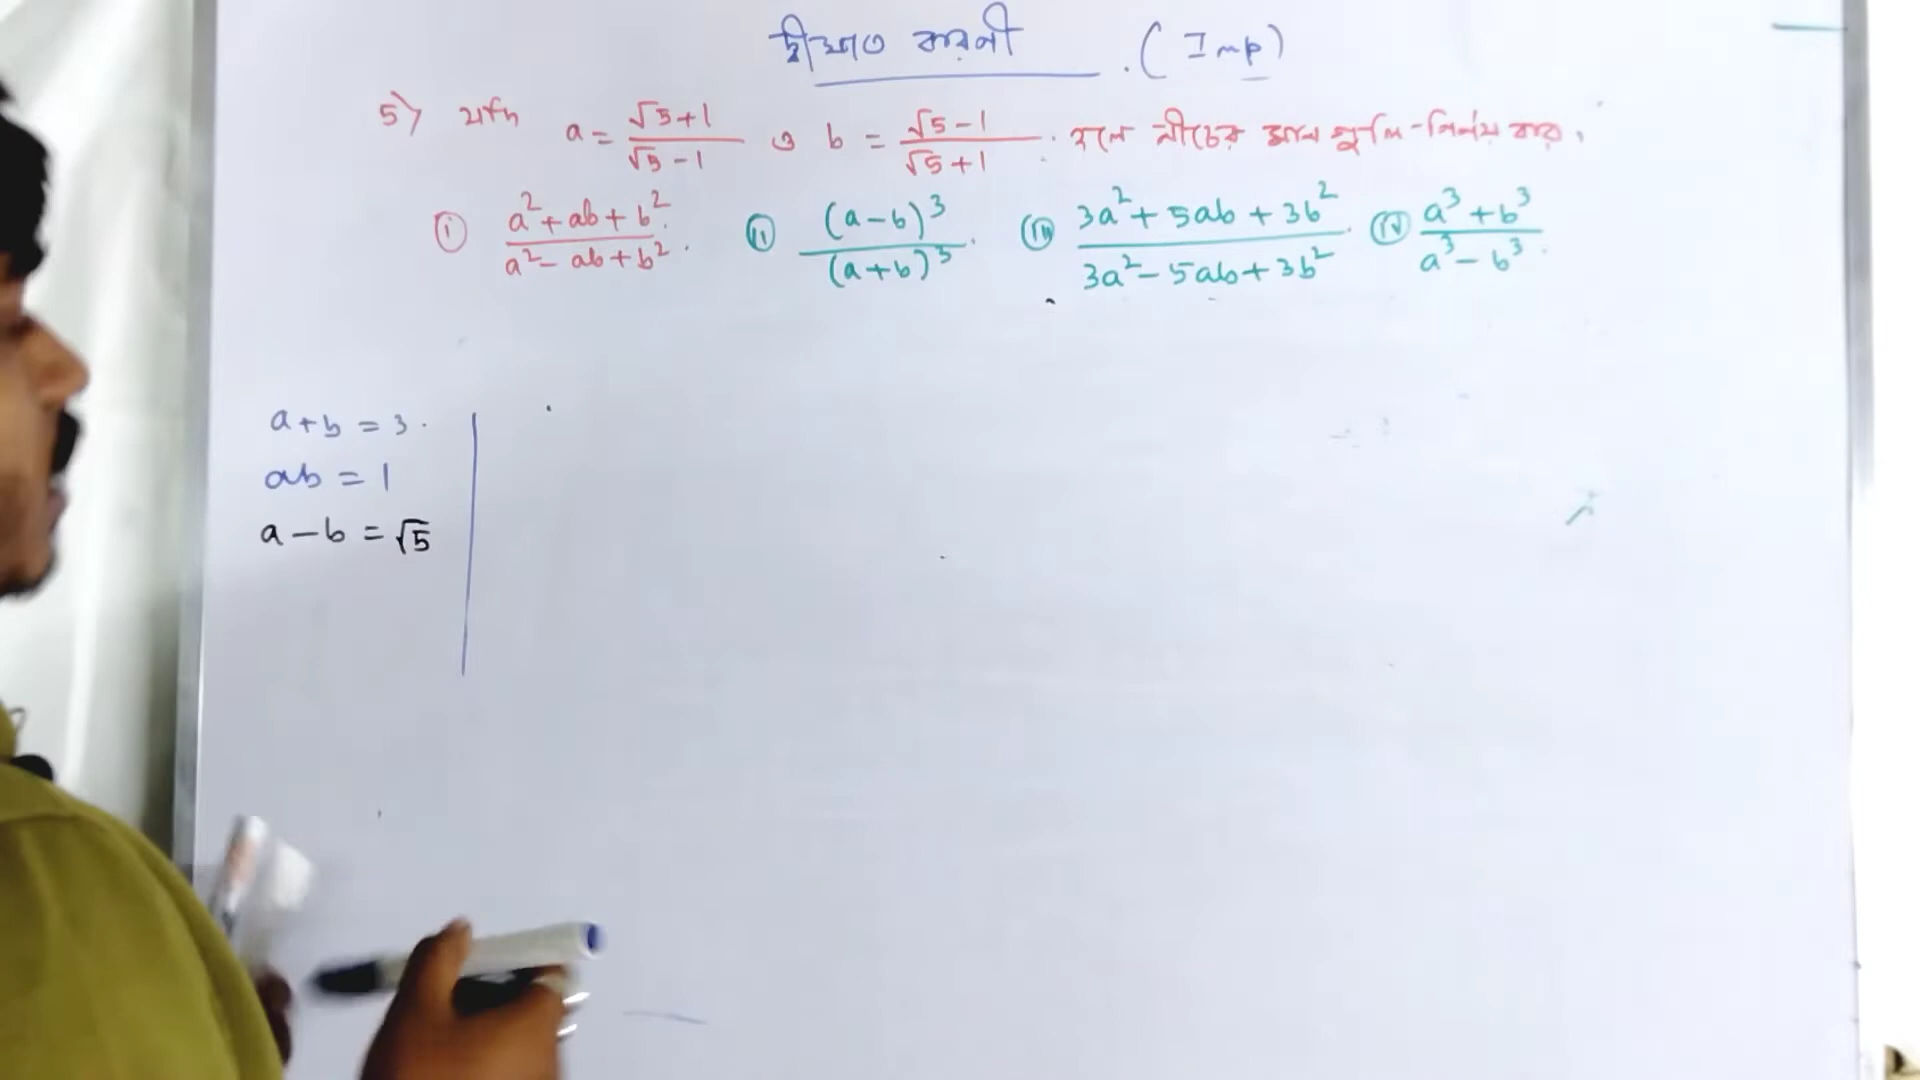 দ্বীঘাত করনী . (Imp)
5) যদি a = √5+1 / √5-1 ও b = √5-1 / √5+1 . হলে নীচের মান গুলি নির্নয় কর .
(i) a²+ab+b² / a²-ab+b² . (ii) (a-b)³ / (a+b)³ . (iii) 3a²+5ab+3b² / 3a²-5ab+3b² . (iv) a³+b³ / a³-b³ .
a+b = 3 .
ab = 1
a-b = √5